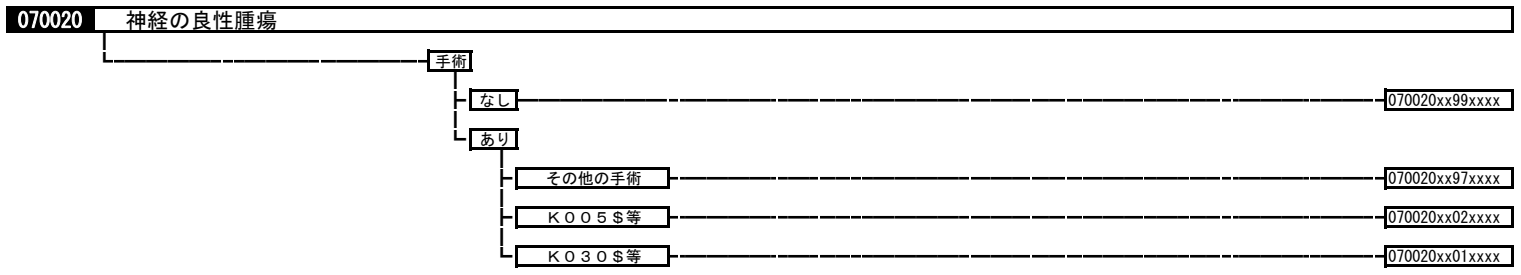 070020 神経の良性腫瘍
手術
なし 070020xx99xxxx
あり
その他の手術 070020xx97xxxx
K005$等 070020xx02xxxx
K030$等 070020xx01xxxx